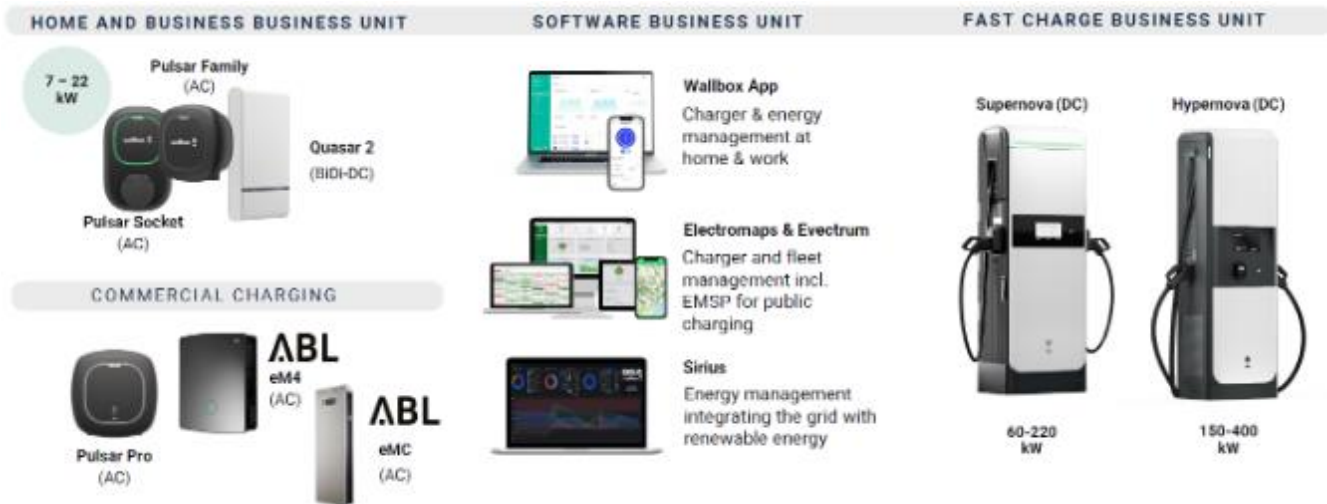 HOME AND BUSINESS BUSINESS UNIT
7 – 22
kW
Pulsar Family
(AC)
Quasar 2
(BiDi-DC)
Pulsar Socket
(AC)
COMMERCIAL CHARGING
Pulsar Pro
(AC)
ABL
eM4
(AC)
ABL
eMC
(AC)
SOFTWARE BUSINESS UNIT
Wallbox App
Charger & energy
management at
home & work
Electromaps & Evectrum
Charger and fleet
management incl.
EMSP for public
charging
Sirius
Energy management
integrating the grid with
renewable energy
FAST CHARGE BUSINESS UNIT
Supernova (DC)
60-220
kW
Hypernova (DC)
150-400
kW